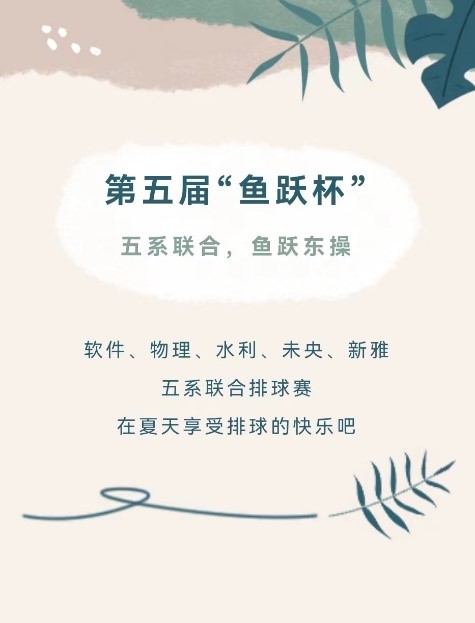 第五届“鱼跃杯”
五系联合，鱼跃东操
软件、物理、水利、未央、新雅
五系联合排球赛
在夏天享受排球的快乐吧